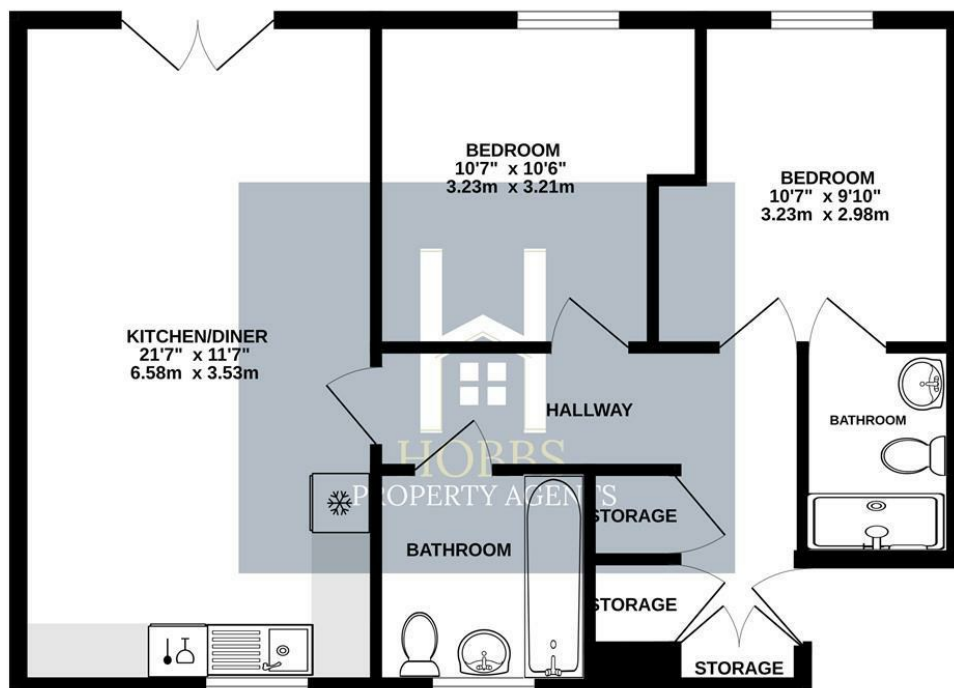 BEDROOM
10'7" x 10'6"
3.23m x 3.21m
BEDROOM
10'7" x 9'10"
3.23m x 2.98m
KITCHEN/DINER
21'7" x 11'7"
6.58m x 3.53m
HALLWAY
BATHROOM
HOBBS
PROPERTY AGENTS
STORAGE
BATHROOM
STORAGE
STORAGE